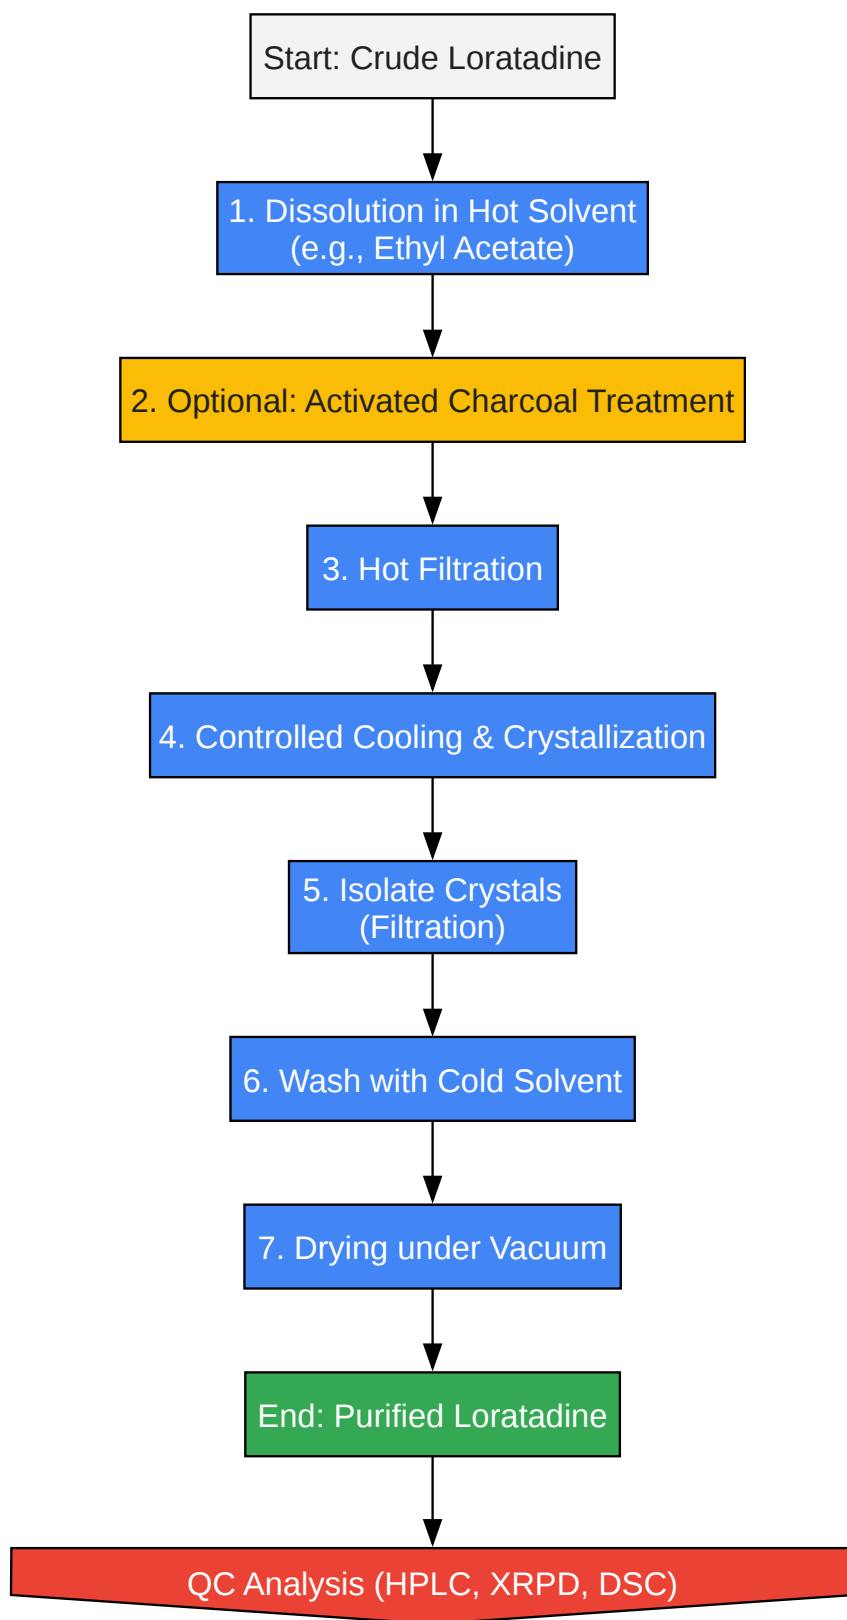 Start: Crude Loratadine
1. Dissolution in Hot Solvent
(e.g., Ethyl Acetate)
2. Optional: Activated Charcoal Treatment
3. Hot Filtration
4. Controlled Cooling & Crystallization
5. Isolate Crystals
(Filtration)
6. Wash with Cold Solvent
7. Drying under Vacuum
End: Purified Loratadine
QC Analysis (HPLC, XRPD, DSC)